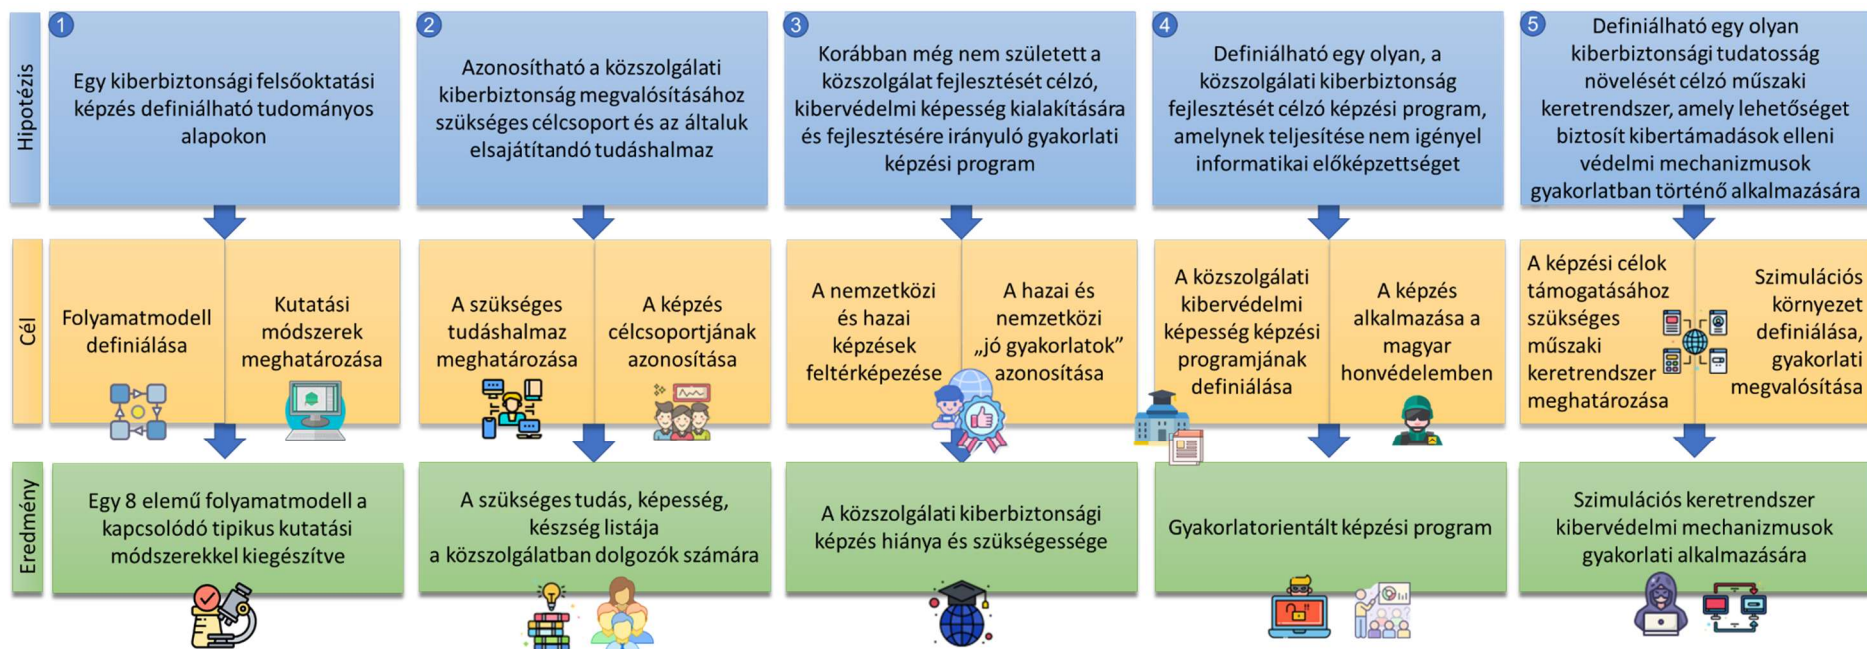 Hipotézis
1
Egy kiberbiztonsági felsőoktatási
képzés definiálható tudományos
alapokon
2
Azonosítható a közszolgálati
kiberbiztonság megvalósításához
szükséges célcsoport és az általuk
elsajátítandó tudáshalmaz
3
Korábban még nem született a
közszolgálat fejlesztését célzó,
kibervédelmi képesség kialakítására
és fejlesztésére irányuló gyakorlati
képzési program
4
Definiálható egy olyan, a
közszolgálati kiberbiztonság
fejlesztését célzó képzési program,
amelynek teljesítése nem igényel
informatikai előképzettséget
5
Definiálható egy olyan
kiberbiztonsági tudatosság
növelését célzó műszaki
keretrendszer, amely lehetőséget
biztosít kibertámadások elleni
védelmi mechanizmusok
gyakorlatban történő alkalmazására
Cél
Folyamatmodell
definiálása
Kutatási
módszerek
meghatározása
A szükséges
tudáshalmaz
meghatározása
A képzés
célcsoportjának
azonosítása
A nemzetközi
és hazai
képzések
feltérképezése
A hazai és
nemzetközi
„jó gyakorlatok”
azonosítása
A közszolgálati
kibervédelmi
képesség képzési
programjának
definiálása
A képzés
alkalmazása a
magyar
honvédelemben
A képzési célok
támogatásához
szükséges
műszaki
keretrendszer
meghatározása
Szimulációs
környezet
definiálása,
gyakorlati
megvalósítása
Eredmény
Egy 8 elemű folyamatmodell a
kapcsolódó tipikus kutatási
módszerekkel kiegészítve
A szükséges tudás, képesség,
készség listája
a közszolgálatban dolgozók számára
A közszolgálati kiberbiztonsági
képzés hiánya és szükségessége
Gyakorlatorientált képzési program
Szimulációs keretrendszer
kibervédelmi mechanizmusok
gyakorlati alkalmazására